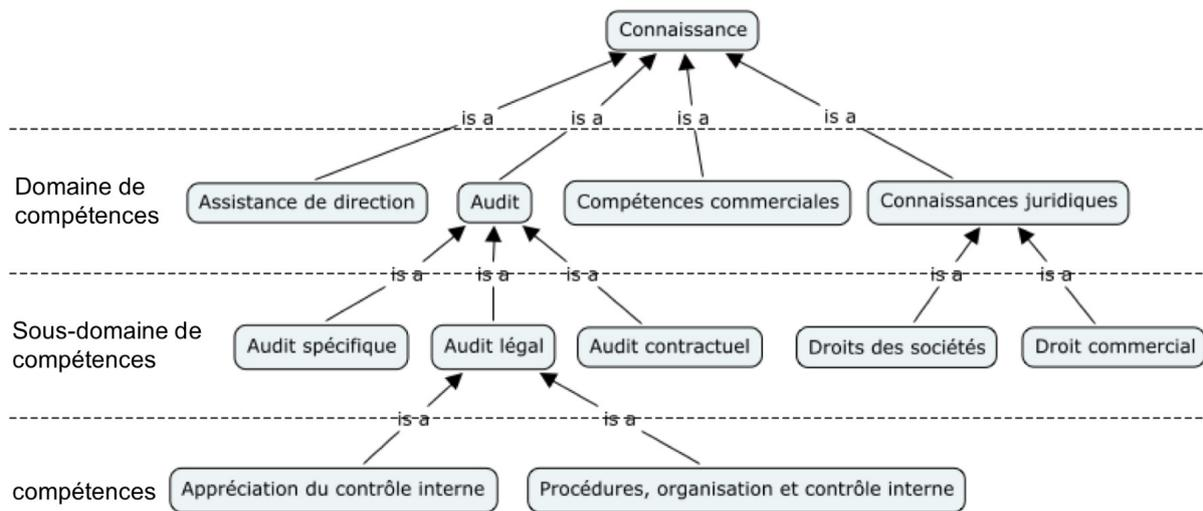 Connaissance
is a
is a
is a
is a
Domaine de
compétences
Assistance de direction
Audit
Compétences commerciales
Connaissances juridiques
is a
is a
is a
is a
is a
Sous-domaine de
compétences
Audit spécifique
Audit légal
Audit contractuel
Droits des sociétés
Droit commercial
is a
is a
compétences
Appréciation du contrôle interne
Procédures, organisation et contrôle interne